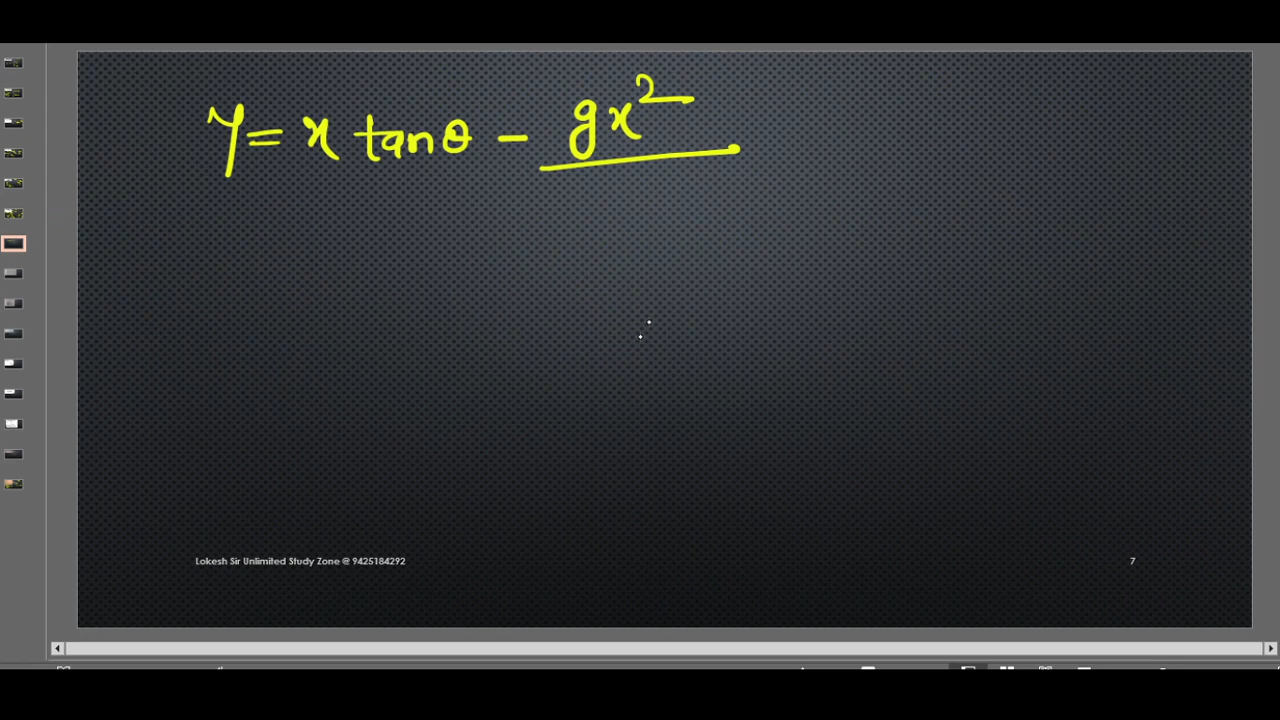 y = x tanθ - gx²
Lokesh Sir Unlimited Study Zone @ 9425184292
7